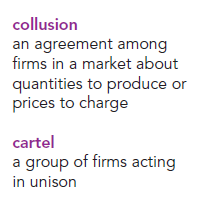 collusion
an agreement among
firms in a market about
quantities to produce or
prices to charge
cartel
a group of firms acting
in unison